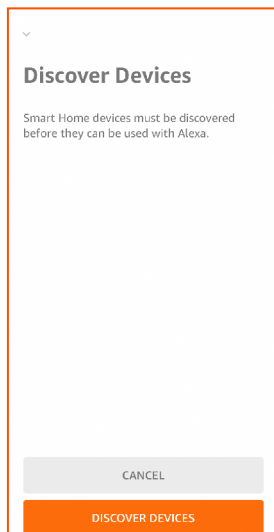 Discover Devices
Smart Home devices must be discovered
before they can be used with Alexa.
CANCEL
DISCOVER DEVICES